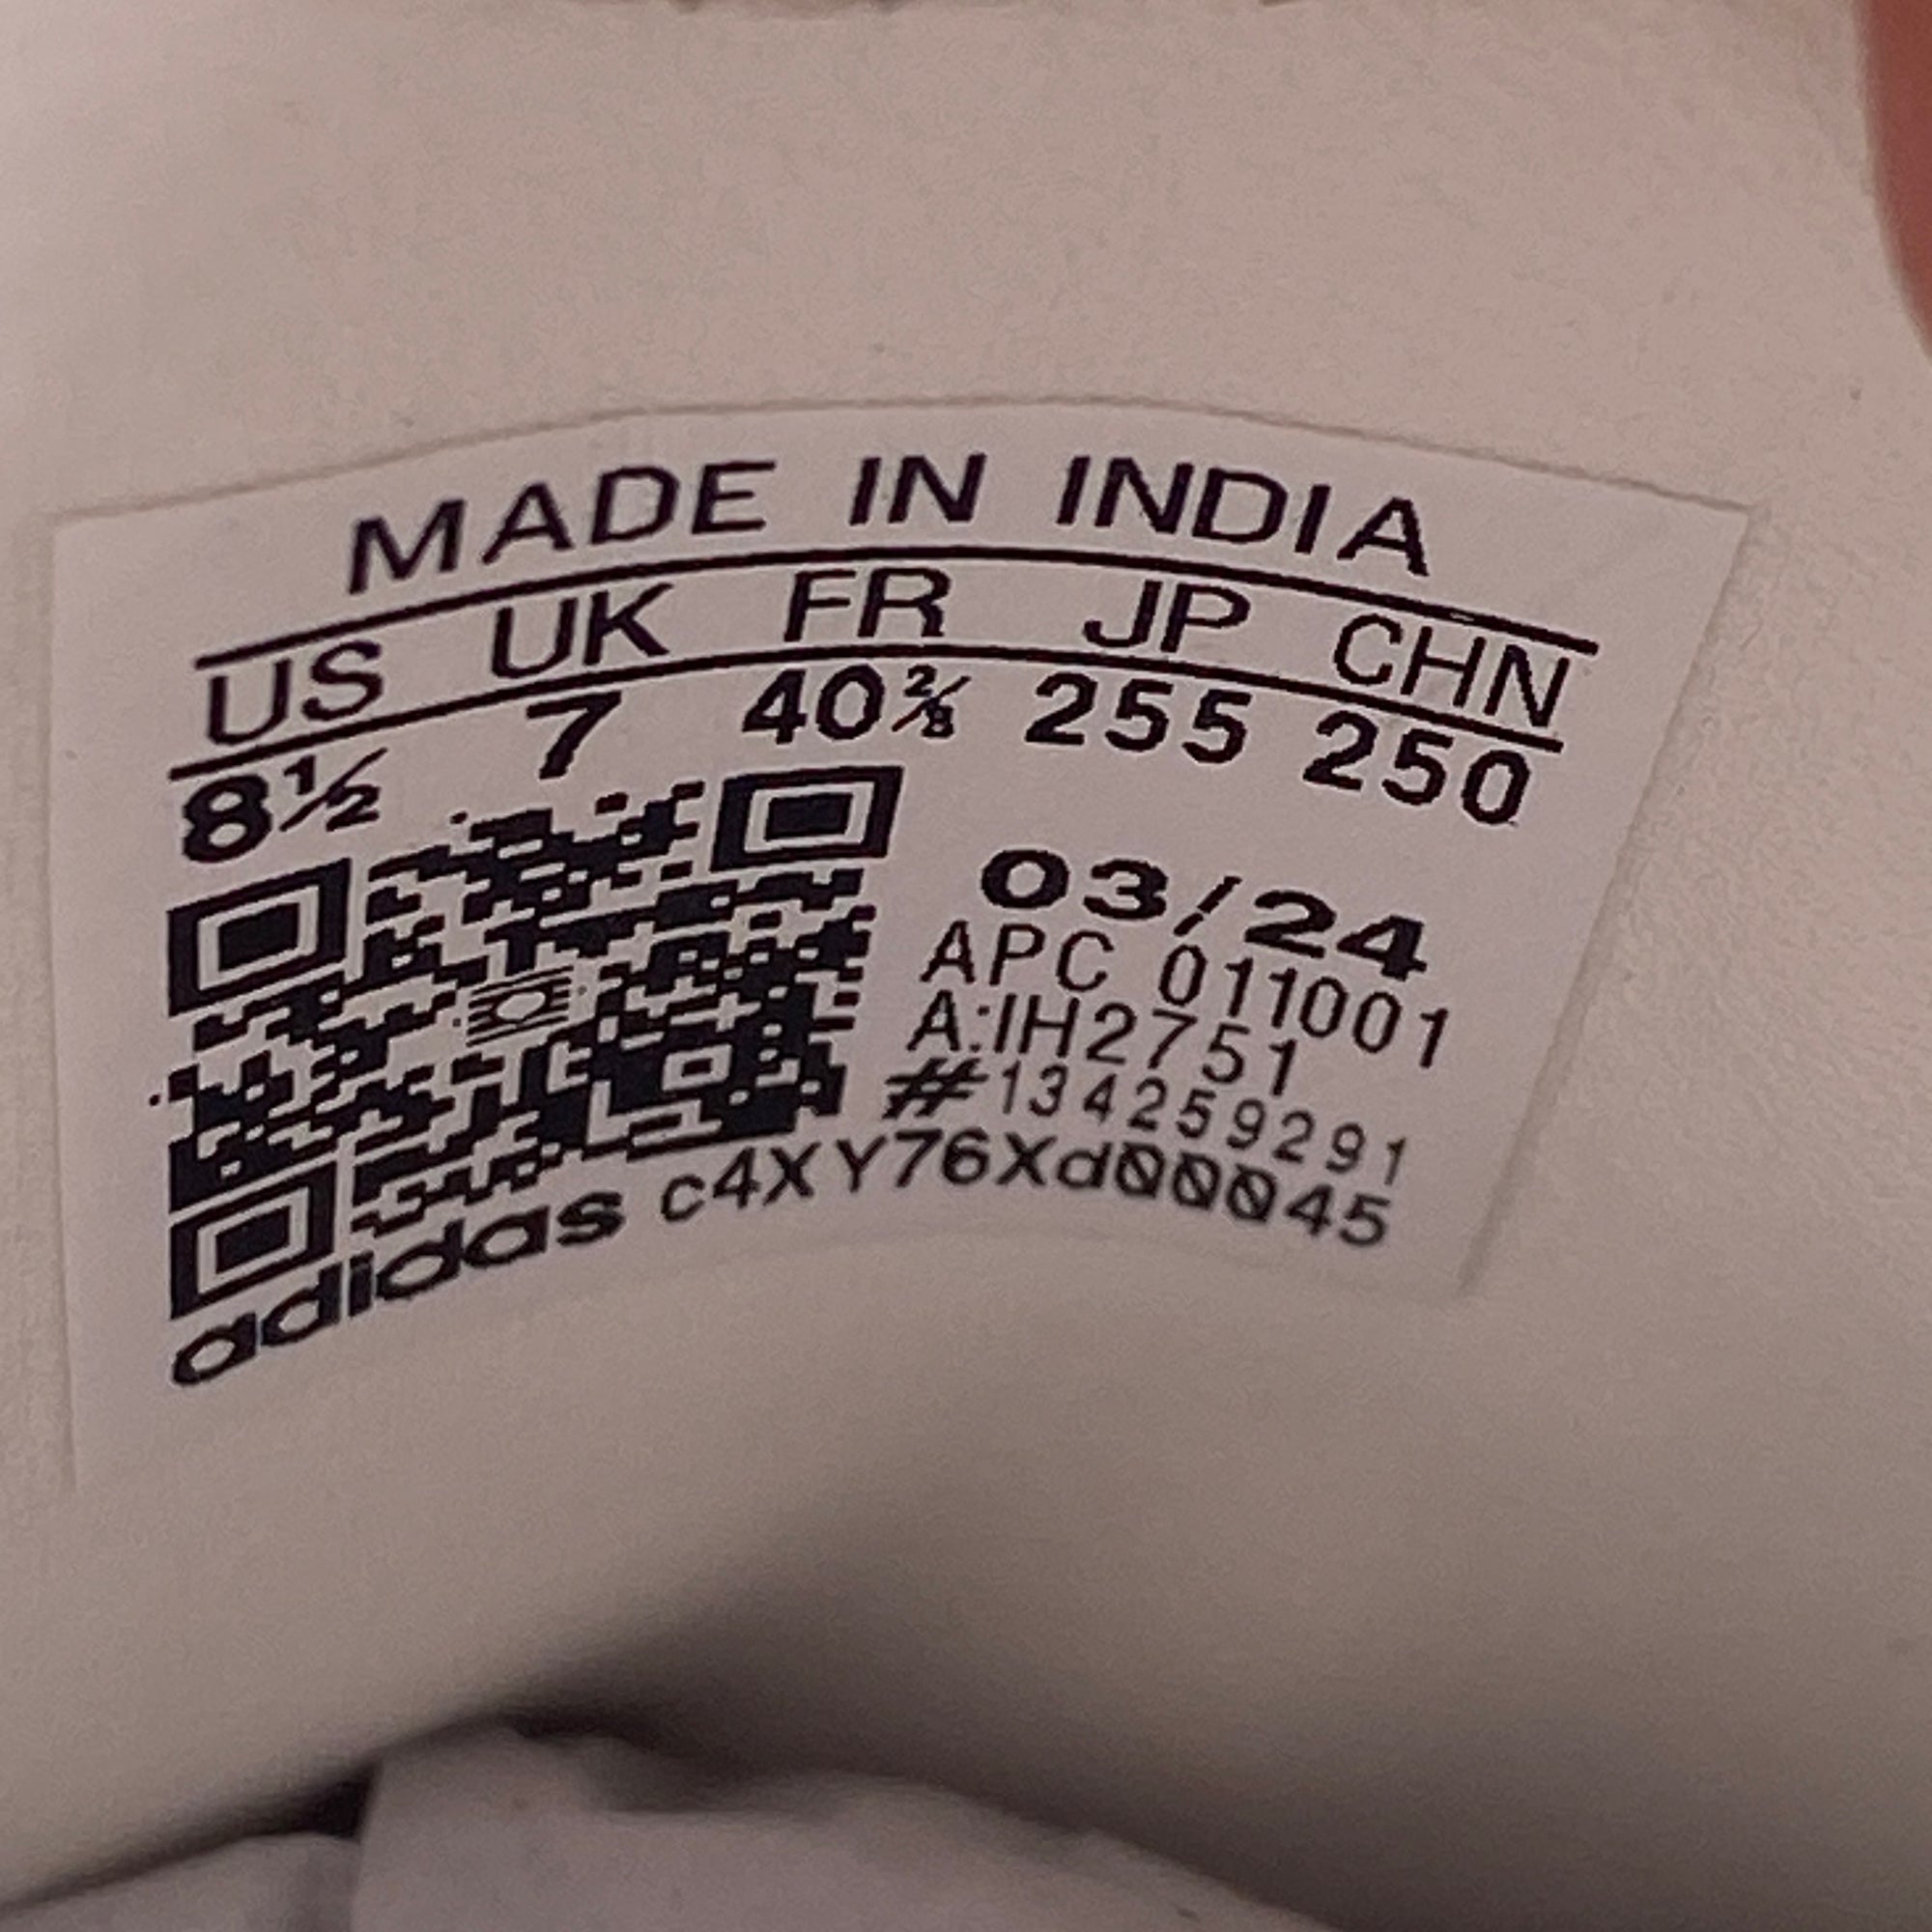 MADE IN INDIA
US UK FR JP CHN
8½ 7 40⅔ 255 250
03/24
APC 011001
A:IH2751
#134259291
adidas c4XY76Xd00045